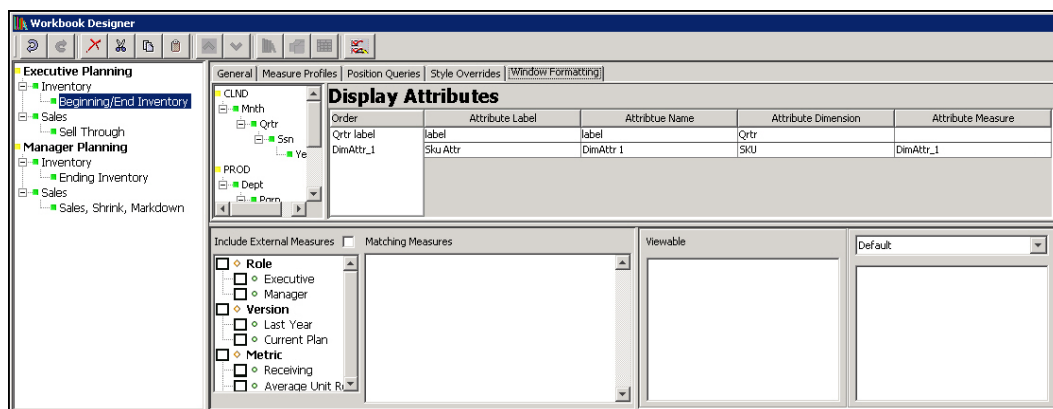 Workbook Designer
Executive Planning
Inventory
Beginning/End Inventory
Sales
Sell Through
Manager Planning
Inventory
Ending Inventory
Sales
Sales, Shrink, Markdown
General Measure Profiles Position Queries Style Overrides Window Formatting
CLND
Mnth
Qrtr
Ssn
Ye
PROD
Dept
Display Attributes
Order Attribute Label Attribtue Name Attribute Dimension Attribute Measure
Qrtr label label label Qrtr
DimAttr_1 Sku Attr DimAttr 1 SKU DimAttr_1
Include External Measures Matching Measures
Role
Executive
Manager
Version
Last Year
Current Plan
Metric
Receiving
Average Unit
Viewable
Default